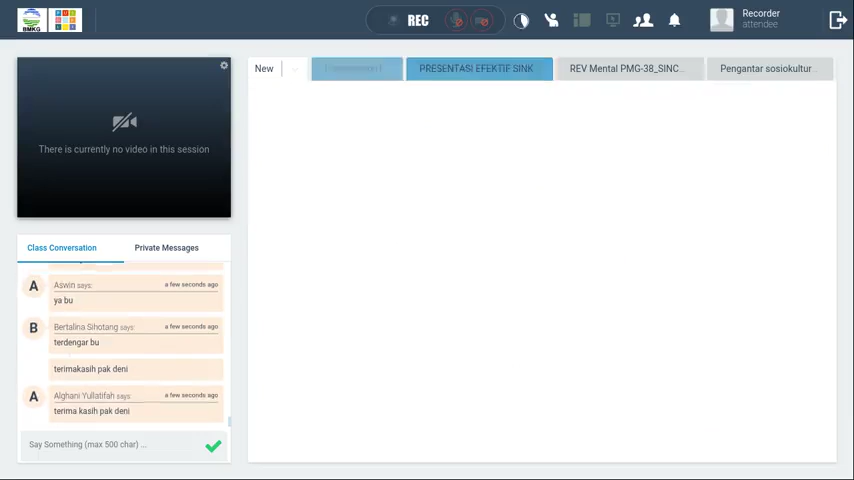 BMKG
REC
Recorder
attendee
There is currently no video in this session
New
PRESENTASI EFEKTIF SINK
REV Mental PMG-38_SINC...
Pengantar sosiokultur...
Class Conversation
Private Messages
Aswin says:
a few seconds ago
ya bu
Bertalina Sihotang says:
a few seconds ago
terdengar bu
terimakasih pak deni
Alghani Yullatifah says:
a few seconds ago
terima kasih pak deni
Say Something (max 500 char) ...
A
B
A